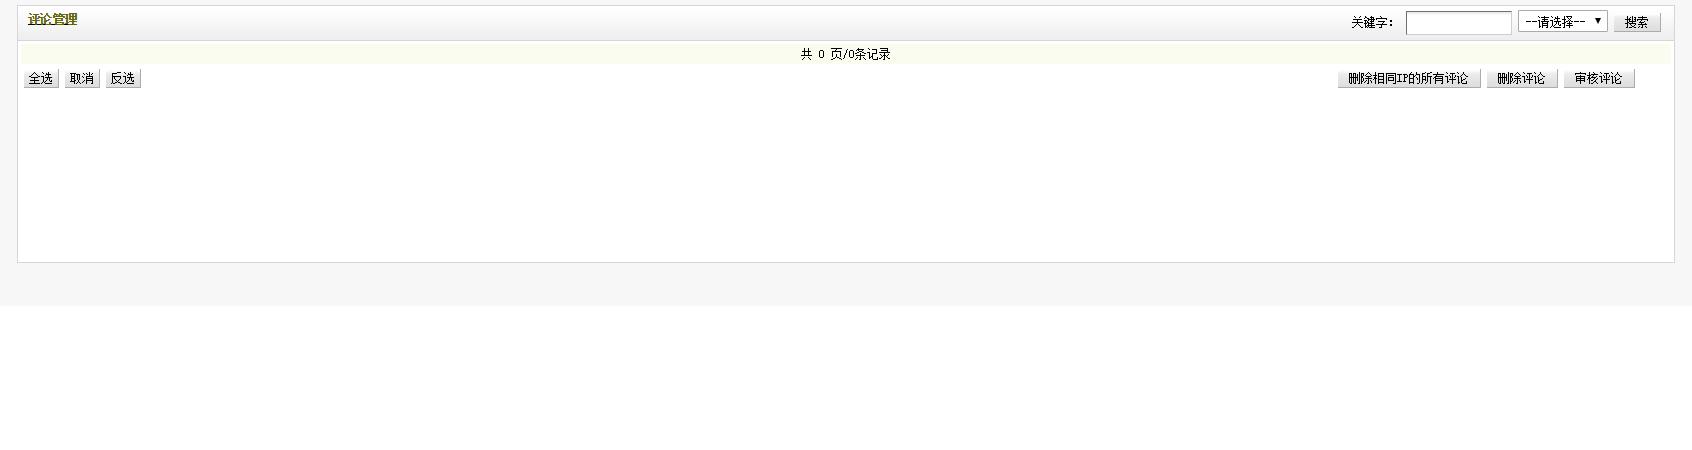 评论管理 关键字： --请选择-- 搜索
共 0 页/0条记录
全选 取消 反选 删除相同IP的所有评论 删除评论 审核评论